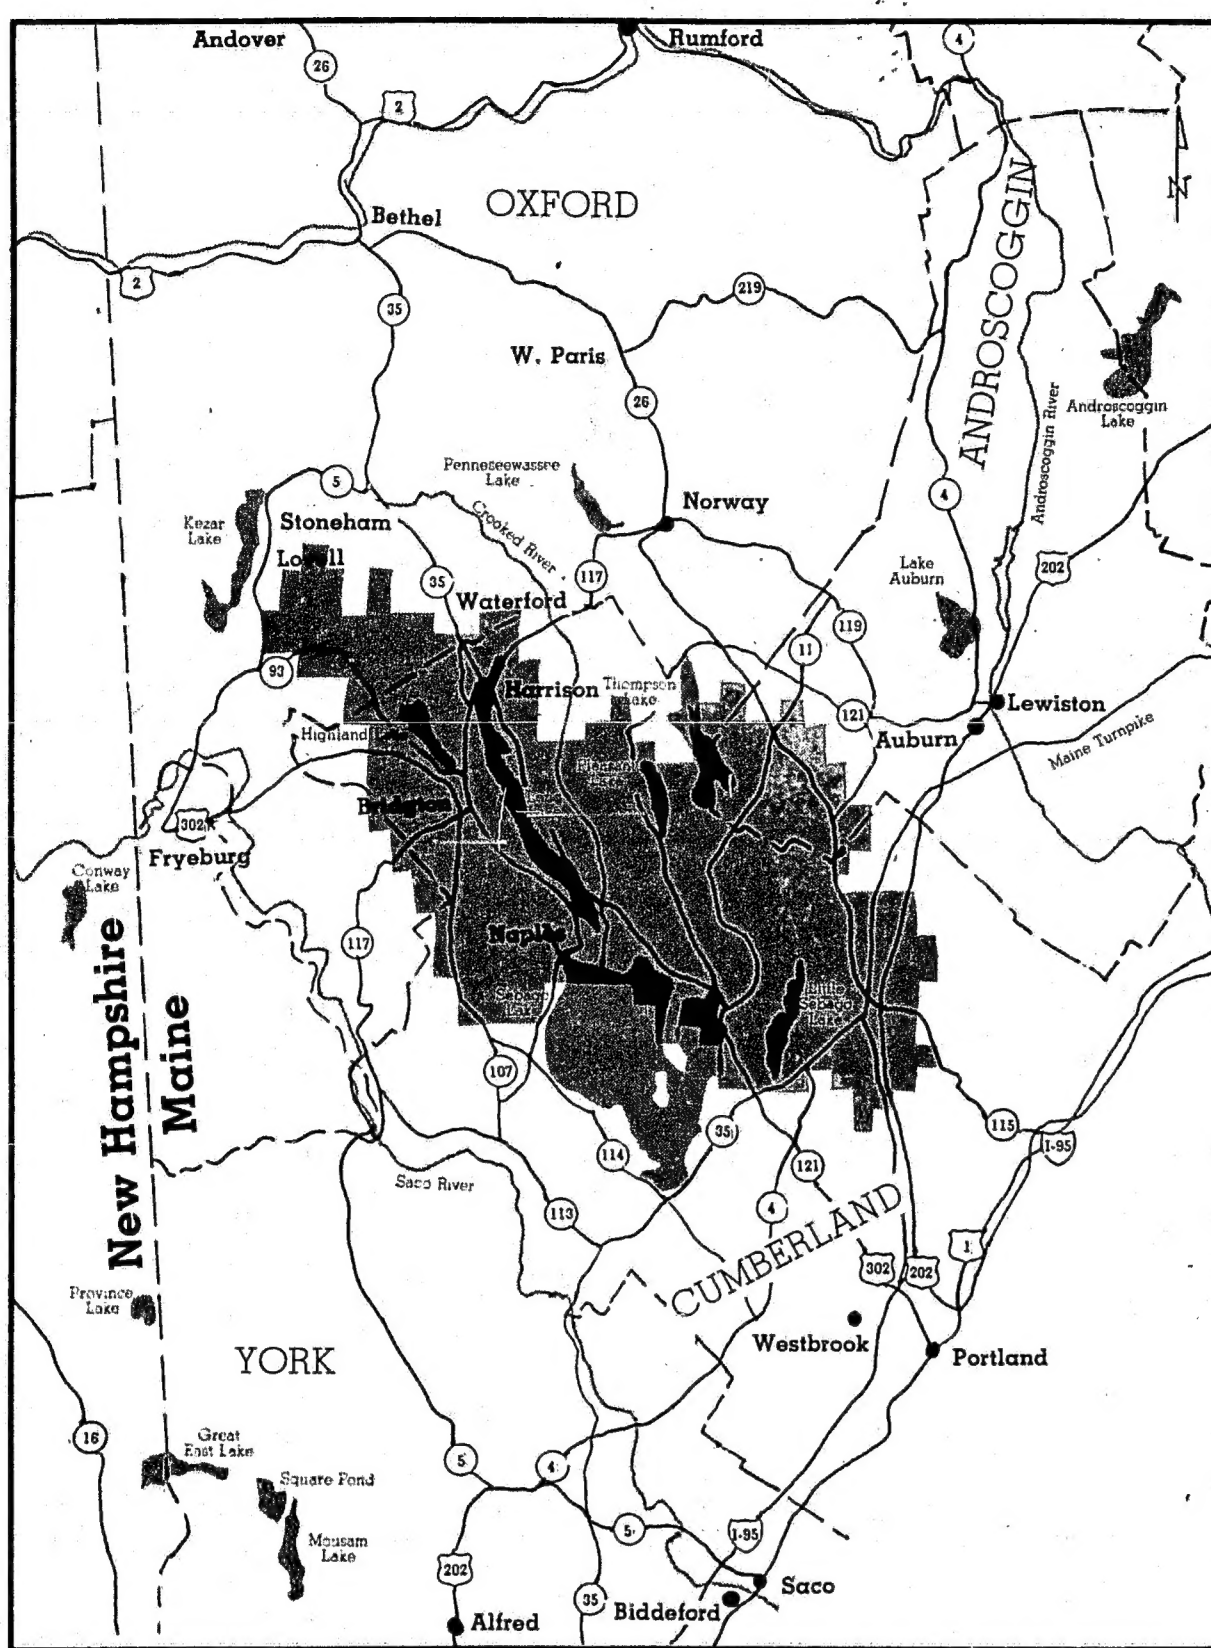 Andover
Rumford
26
4
2
OXFORD
Bethel
2
N
35
219
W. Paris
ANDROSCOGGIN
26
Androscoggin
Lake
Androscoggin River
Penneseewassee
Lake
5
Norway
4
Kezar
Lake
Stoneham
Crooked River
Lovell
Lake
Auburn
202
35
117
Waterford
119
11
93
Harrison
Thompson
Lake
Lewiston
121
Auburn
Highland
Maine Turnpike
Bridgton
302
Fryeburg
Conway
Lake
117
Naples
Sebago
Lake
Little
Sebago
Lake
New Hampshire
Maine
107
115
35
I-95
114
121
Saco River
4
113
CUMBERLAND
1
302
202
Province
Lake
Westbrook
Portland
YORK
16
Great
East Lake
5
4
Square Pond
5
I-95
Mousam
Lake
202
35
Saco
Biddeford
Alfred